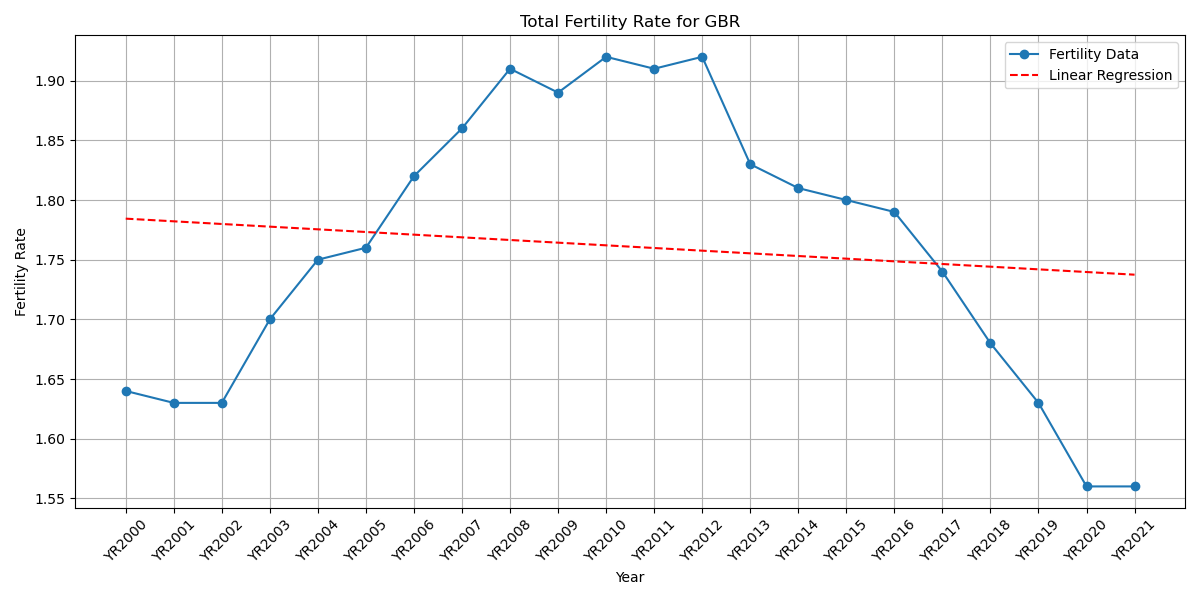 Total Fertility Rate for GBR
Fertility Data
Linear Regression
Fertility Rate
1.90
1.85
1.80
1.75
1.70
1.65
1.60
1.55
YR2000
YR2001
YR2002
YR2003
YR2004
YR2005
YR2006
YR2007
YR2008
YR2009
YR2010
YR2011
YR2012
YR2013
YR2014
YR2015
YR2016
YR2017
YR2018
YR2019
YR2020
YR2021
Year